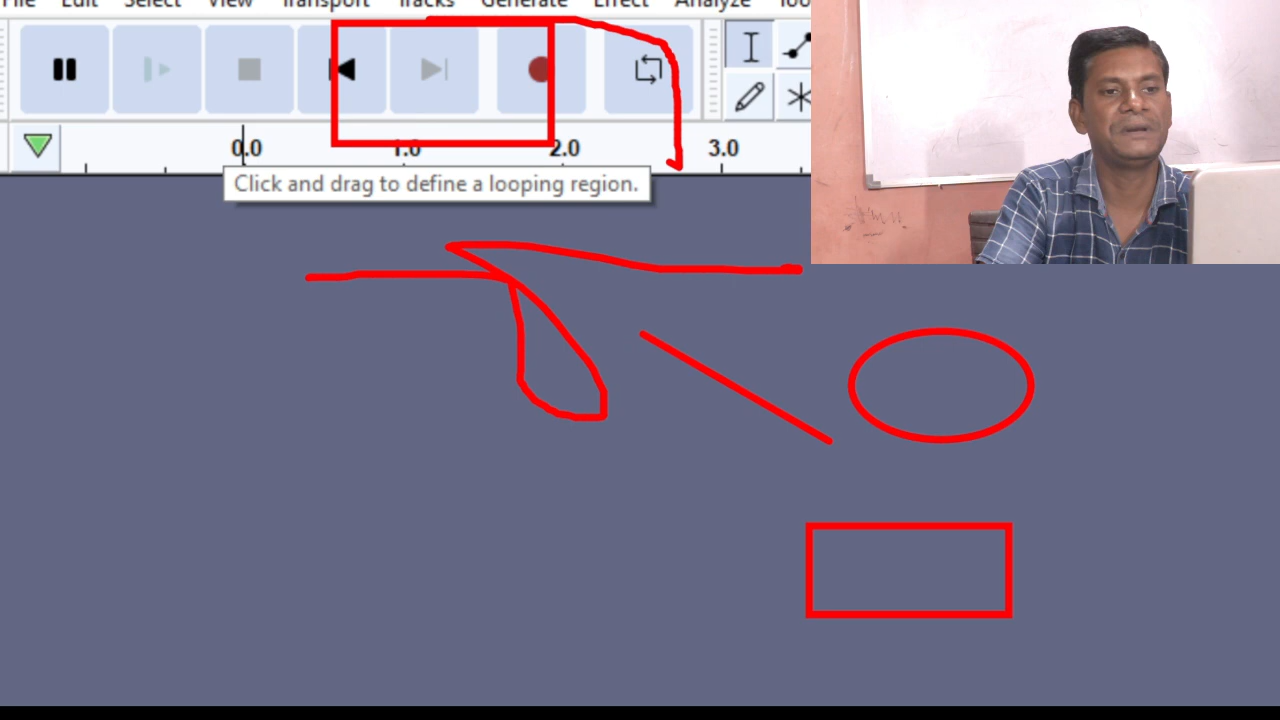 File Edit Select View Transport Tracks Generate Effect Analyze
0.0 1.0 2.0 3.0
Click and drag to define a looping region.